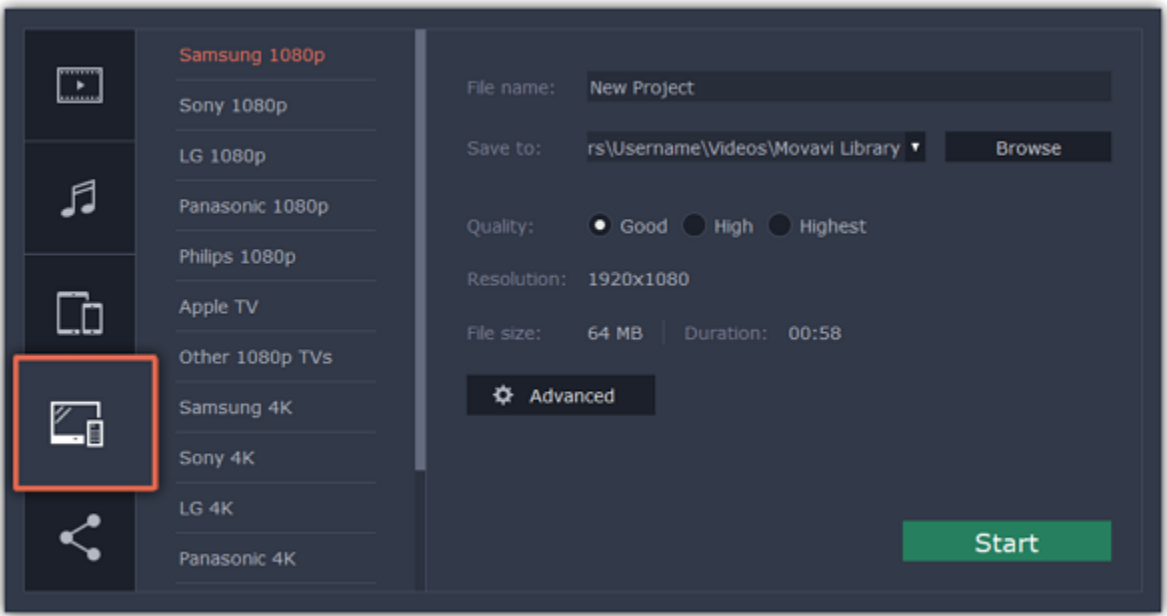 Samsung 1080p
Sony 1080p
LG 1080p
Panasonic 1080p
Philips 1080p
Apple TV
Other 1080p TVs
Samsung 4K
Sony 4K
LG 4K
Panasonic 4K
File name: New Project
Save to: rs\Username\Videos\Movavi Library Browse
Quality: Good High Highest
Resolution: 1920x1080
File size: 64 MB Duration: 00:58
Advanced
Start